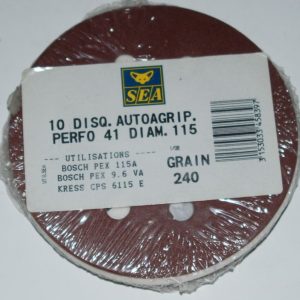 SEA
10 DISQ. AUTOAGRIP.
PERFO 41 DIAM. 115
--- UTILISATIONS ----
BOSCH PEX 115A
BOSCH PEX 9.6 VA
KRESS CPS 6115 E
GRAIN
240